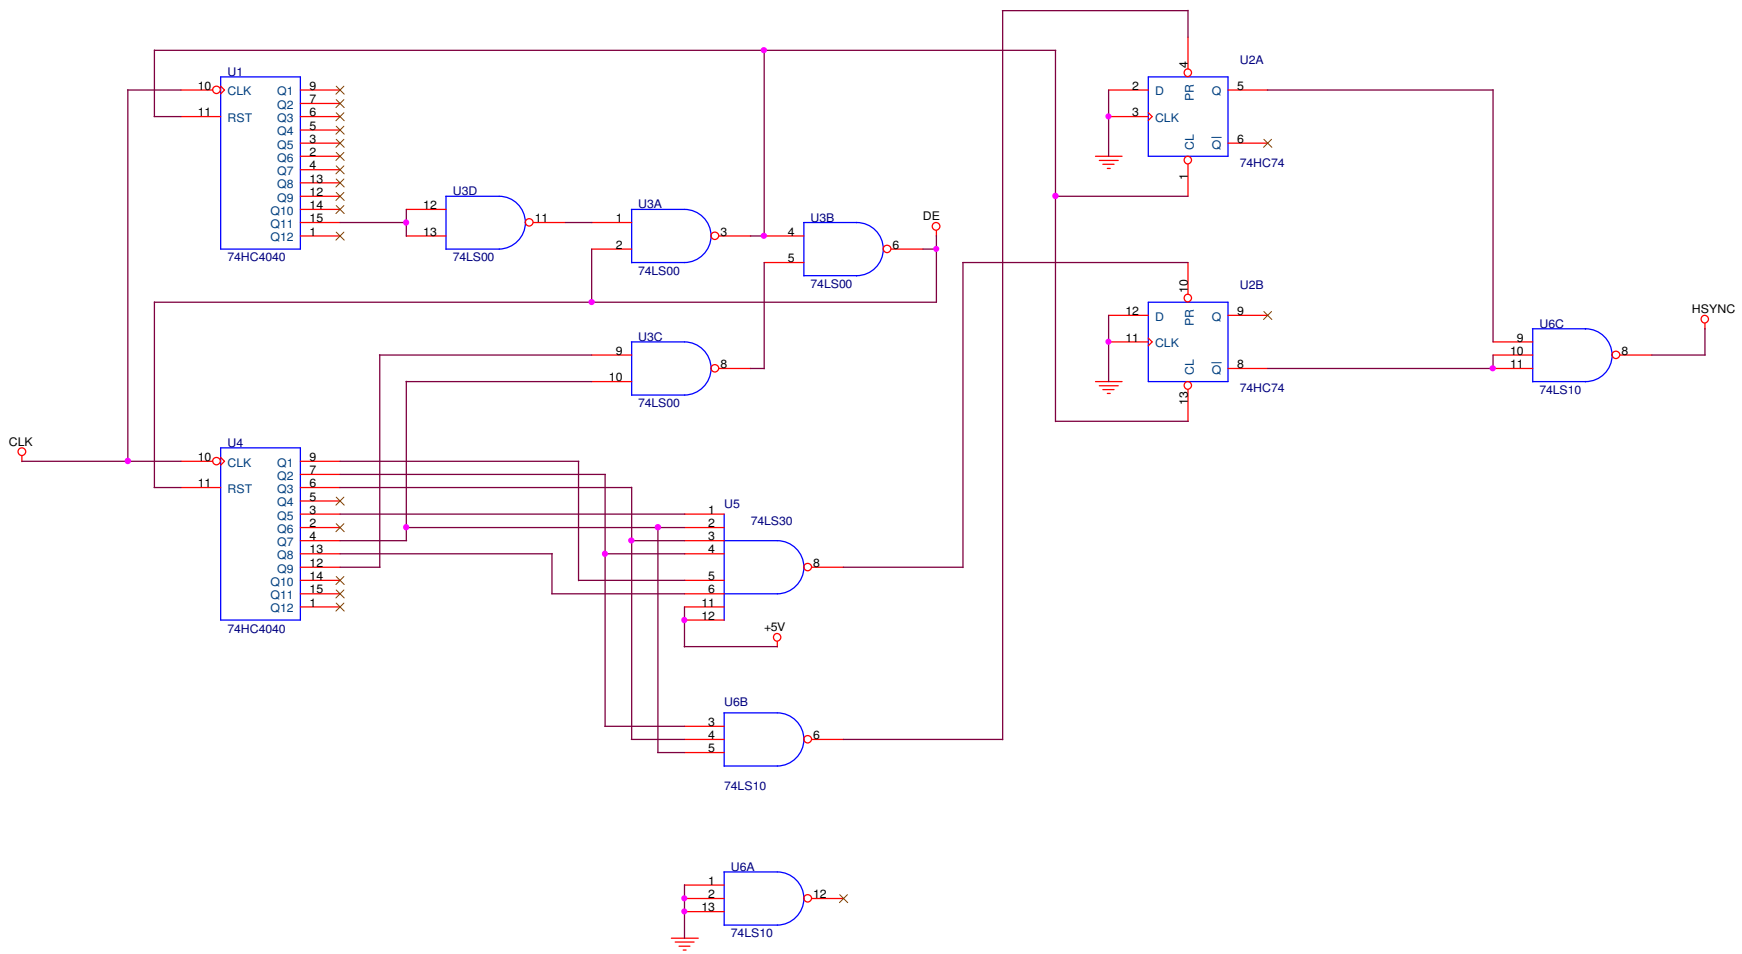 U1
10 CLK Q1 9
Q2 7
11 RST Q3 6
Q4 5
Q5 3
Q6 2
Q7 4
Q8 13
Q9 12
Q10 14
Q11 15
Q12 1
74HC4040
U3D
12
13
11
74LS00
U3A
1
2
3
74LS00
U3B
4
5
6
74LS00
DE
U3C
9
10
8
74LS00
U2A
4
2 D PR Q 5
3 CLK
CL Q 6
1
74HC74
U2B
10
12 D PR Q 9
11 CLK
CL Q 8
13
74HC74
U6C
9
10
11
8
74LS10
HSYNC
CLK
U4
10 CLK Q1 9
Q2 7
11 RST Q3 6
Q4 5
Q5 3
Q6 2
Q7 4
Q8 13
Q9 12
Q10 14
Q11 15
Q12 1
74HC4040
U5
74LS30
1
2
3
4
5
6
11
12
8
+5V
U6B
3
4
5
6
74LS10
U6A
1
2
13
12
74LS10